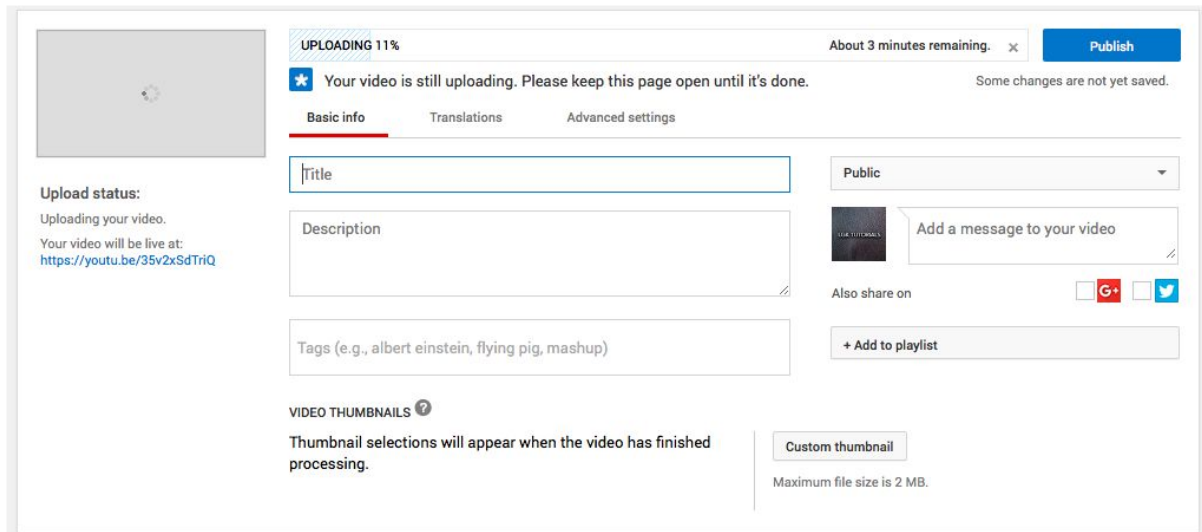 UPLOADING 11%
About 3 minutes remaining.
Publish
Your video is still uploading. Please keep this page open until it's done.
Some changes are not yet saved.
Basic info
Translations
Advanced settings
Upload status:
Uploading your video.
Your video will be live at:
https://youtu.be/35v2xSdTriQ
Title
Description
Tags (e.g., albert einstein, flying pig, mashup)
Public
Add a message to your video
Also share on
G+
+ Add to playlist
VIDEO THUMBNAILS ?
Thumbnail selections will appear when the video has finished
processing.
Custom thumbnail
Maximum file size is 2 MB.